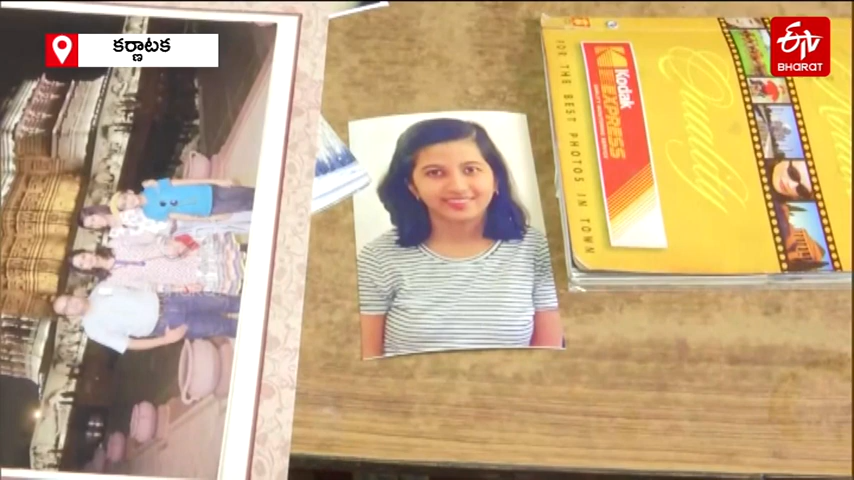 కర్ణాటక
etv
BHARAT
Kodak
EXPRESS
FOR THE BEST PHOTOS IN TOWN
Quality